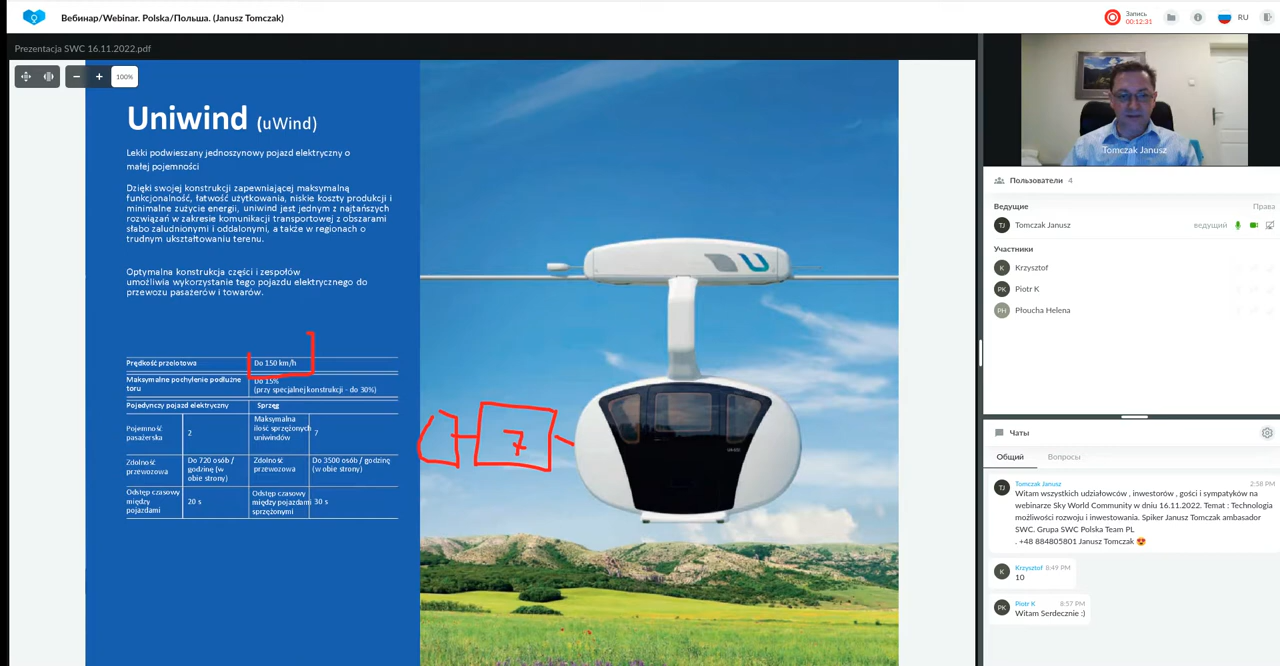 Вебинар/Webinar. Polska/Польша. (Janusz Tomczak)
Запись
00:12:31
RU
Prezentacja SWC 16.11.2022.pdf
100%
Uniwind (uWind)
Lekki podwieszany jednoszynowy pojazd elektryczny o
małej pojemności
Dzięki swojej konstrukcji zapewniającej maksymalną
funkcjonalność, łatwość użytkowania, niskie koszty produkcji i
minimalne zużycie energii, uniwind jest jednym z najtańszych
rozwiązań w zakresie komunikacji transportowej z obszarami
słabo zaludnionymi i oddalonymi, a także w regionach o
trudnym ukształtowaniu terenu.
Optymalna konstrukcja części i zespołów
umożliwia wykorzystanie tego pojazdu elektrycznego do
przewozu pasażerów i towarów.
Prędkość przelotowa
Do 150 km/h
Maksymalne pochylenie podłużne
toru
Do 15%
(przy specjalnej konstrukcji - do 30%)
Pojedynczy pojazd elektryczny
Sprzęg
Pojemność
pasażerska
2
Maksymalna
ilość sprzężonych
uniwindów
7
Zdolność
przewozowa
Do 720 osób /
godzinę (w
obie strony)
Zdolność
przewozowa
Do 3500 osób / godzinę
(w obie strony)
Odstęp czasowy
między
pojazdami
20 s
Odstęp czasowy
między pojazdami
sprzężonymi
30 s
7
Tomczak Janusz
Пользователи 4
Ведущие
Права
TJ
Tomczak Janusz
ведущий
Участники
K
Krzysztof
PK
Piotr K
PH
Płoucha Helena
Чаты
Общий
Вопросы
TJ
Tomczak Janusz
2:58 PM
Witam wszystkich udziałowców , inwestorów , gości i sympatyków na
webinarze Sky World Community w dniu 16.11.2022. Temat : Technologia
możliwości rozwoju i inwestowania. Spiker Janusz Tomczak ambasador
SWC. Grupa SWC Polska Team PL
. +48 884805801 Janusz Tomczak 😍
K
Krzysztof 8:49 PM
10
PK
Piotr K 8:57 PM
Witam Serdecznie :)